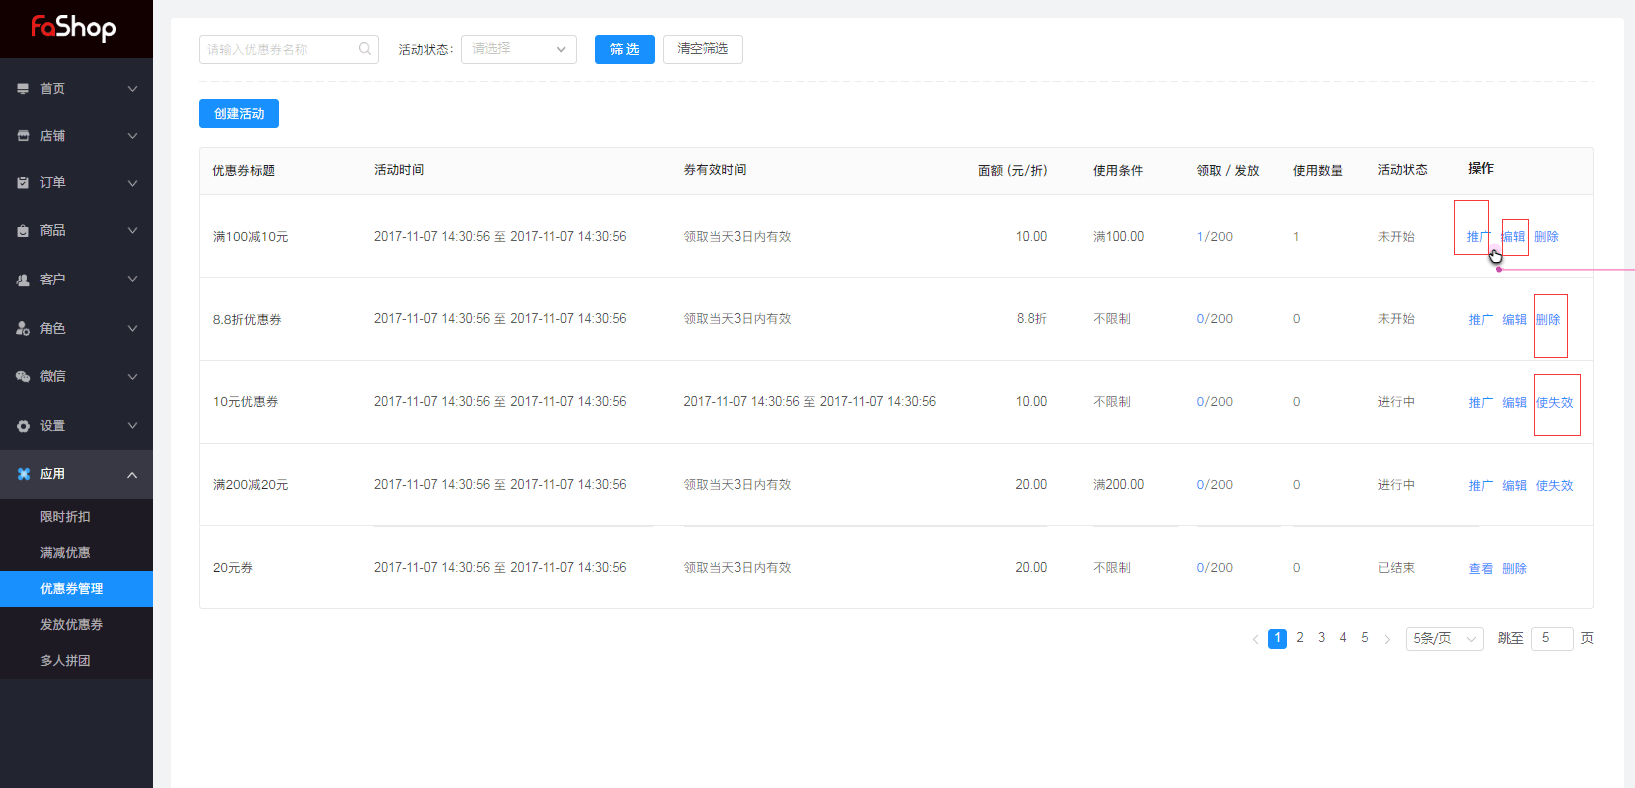 FaShop
首页
店铺
订单
商品
客户
角色
微信
设置
应用
限时折扣
满减优惠
优惠券管理
发放优惠券
多人拼团
请输入优惠券名称 活动状态: 请选择 筛选 清空筛选
创建活动
优惠券标题 活动时间 券有效时间 面额 (元/折) 使用条件 领取 / 发放 使用数量 活动状态 操作
满100减10元 2017-11-07 14:30:56 至 2017-11-07 14:30:56 领取当天3日内有效 10.00 满100.00 1/200 1 未开始 推广 编辑 删除
8.8折优惠券 2017-11-07 14:30:56 至 2017-11-07 14:30:56 领取当天3日内有效 8.8折 不限制 0/200 0 未开始 推广 编辑 删除
10元优惠券 2017-11-07 14:30:56 至 2017-11-07 14:30:56 2017-11-07 14:30:56 至 2017-11-07 14:30:56 10.00 不限制 0/200 0 进行中 推广 编辑 使失效
满200减20元 2017-11-07 14:30:56 至 2017-11-07 14:30:56 领取当天3日内有效 20.00 满200.00 0/200 0 进行中 推广 编辑 使失效
20元券 2017-11-07 14:30:56 至 2017-11-07 14:30:56 领取当天3日内有效 20.00 不限制 0/200 0 已结束 查看 删除
1 2 3 4 5 5条/页 跳至 5 页